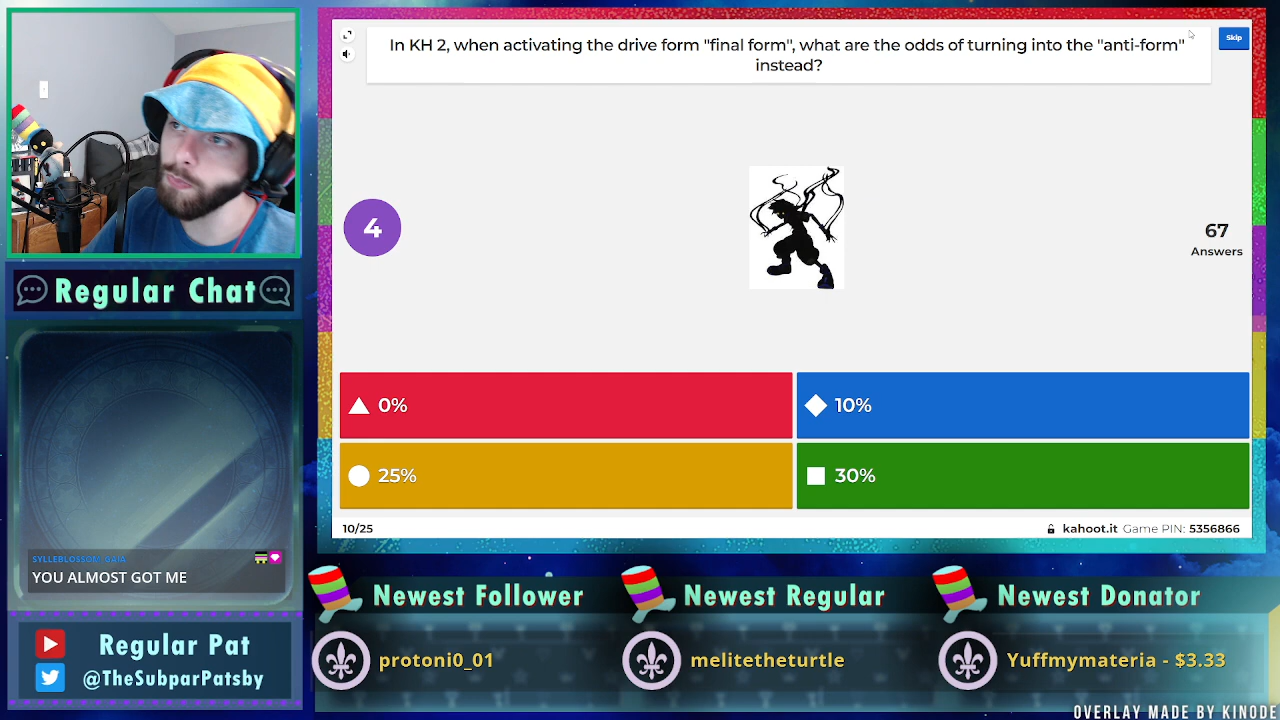 In KH 2, when activating the drive form "final form", what are the odds of turning into the "anti-form"
instead?
Skip
4
67
Answers
0%
10%
25%
30%
10/25
kahoot.it Game PIN: 5356866
Regular Chat
SYLLEBLOSSOM_GAIA
YOU ALMOST GOT ME
Regular Pat
@TheSubparPatsby
Newest Follower
protoni0_01
Newest Regular
melitetheturtle
Newest Donator
Yuffmymateria - $3.33
OVERLAY MADE BY KINODE